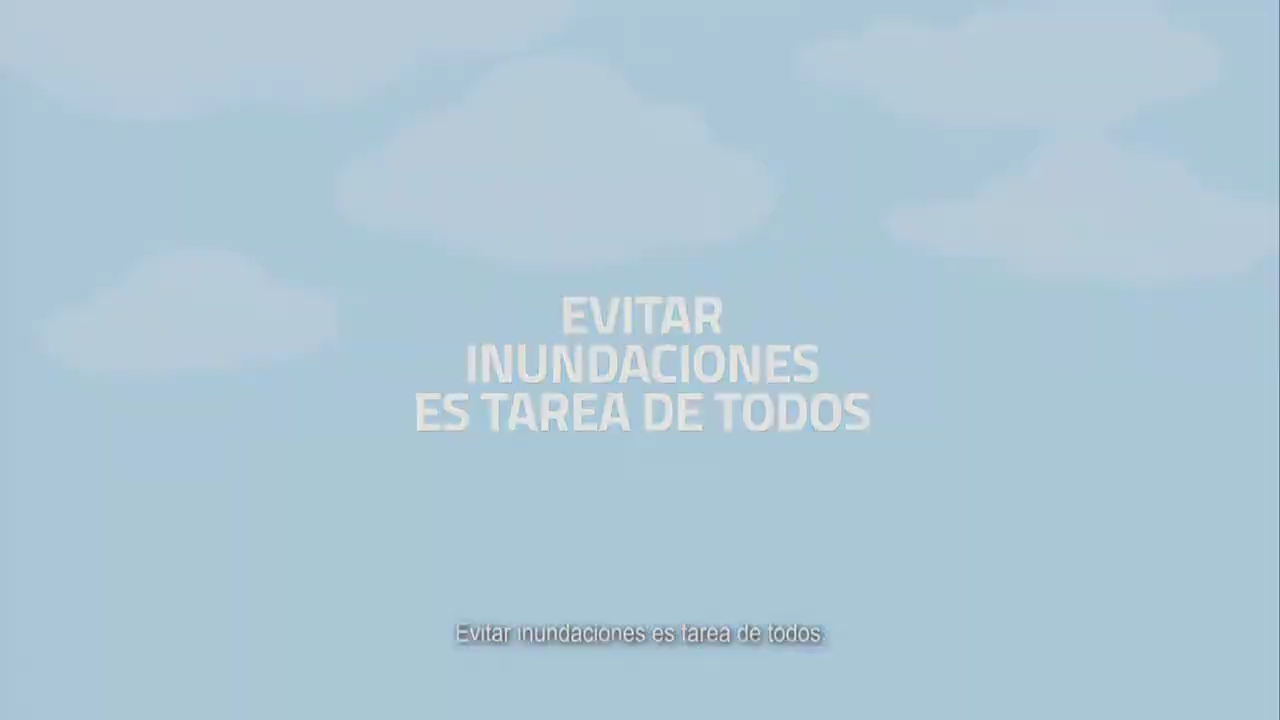 EVITAR
INUNDACIONES
ES TAREA DE TODOS
Evitar inundaciones es tarea de todos.